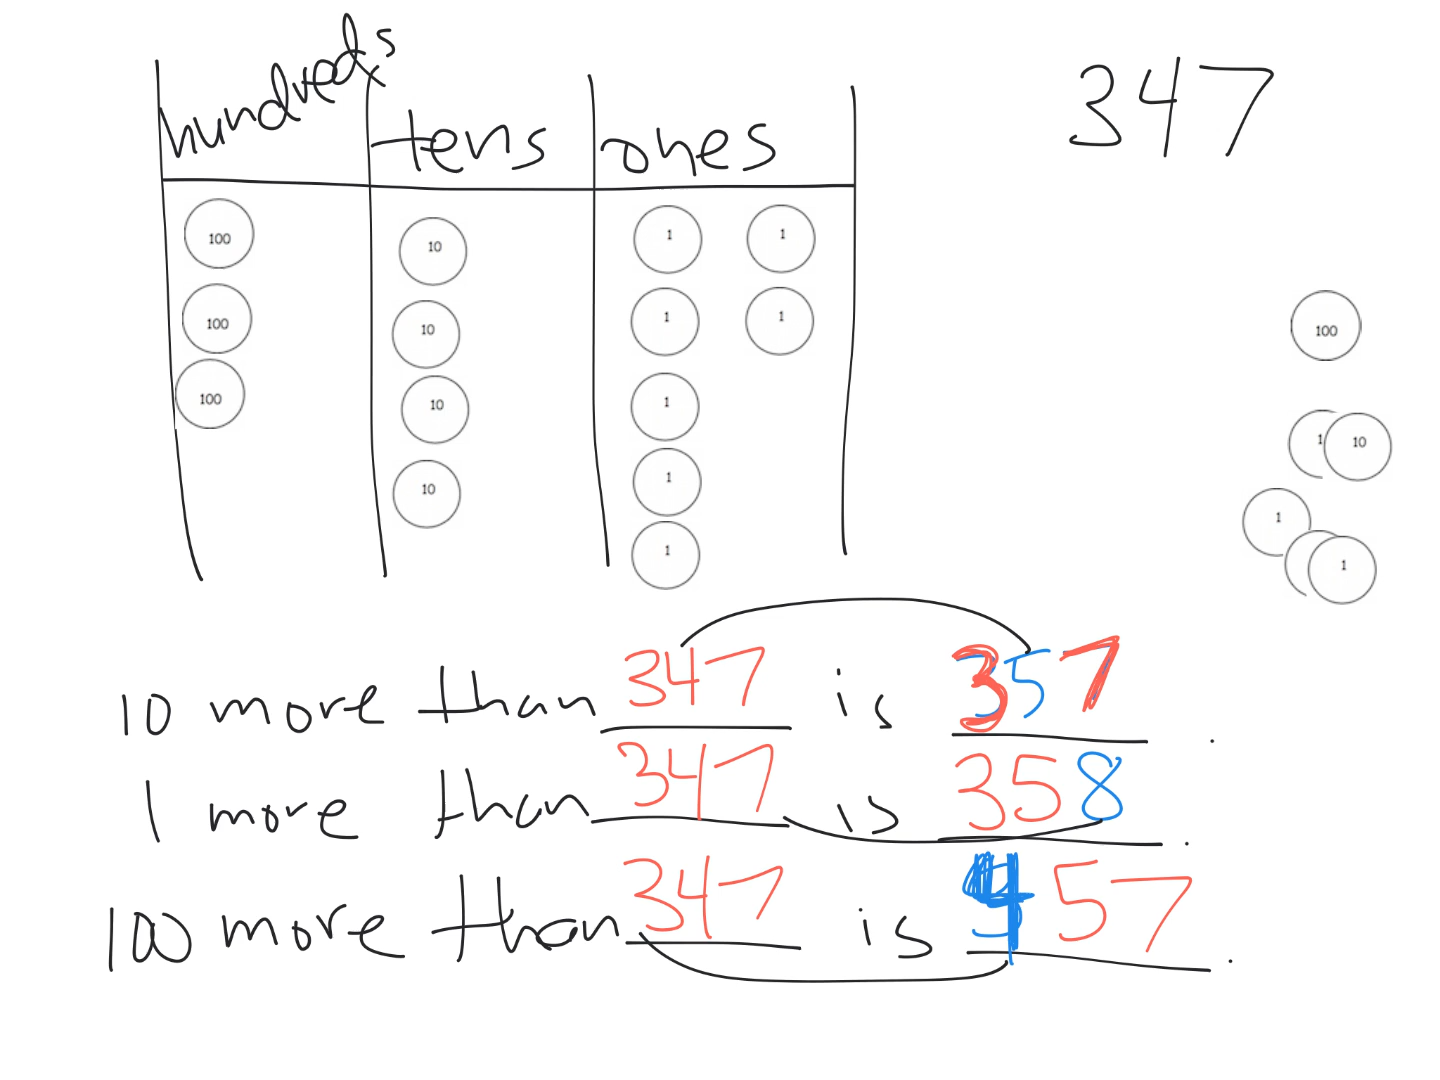 hundreds tens ones 347
100 10 1 1
100 10 1 1 100
100 10 1
10 1 1 10
1 1
1
10 more than 347 is 357.
1 more than 347 is 358.
100 more than 347 is 457.